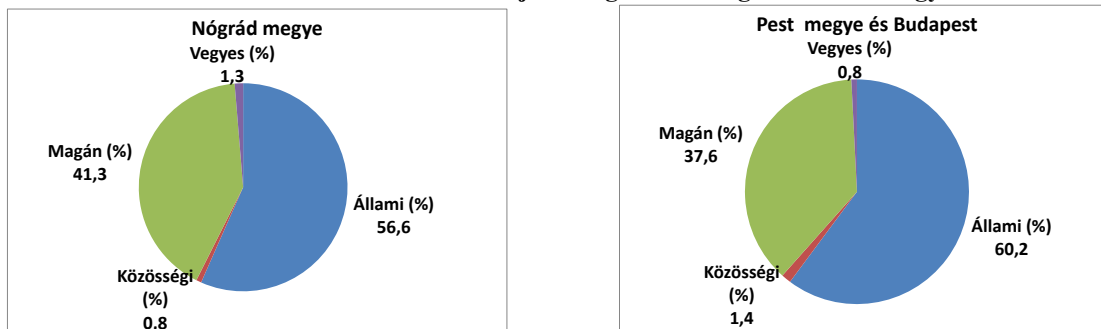 Nógrád megye
Vegyes (%)
1,3
Magán (%)
41,3
Állami (%)
56,6
Közösségi
(%)
0,8
Pest megye és Budapest
Vegyes (%)
0,8
Magán (%)
37,6
Állami (%)
60,2
Közösségi
(%)
1,4